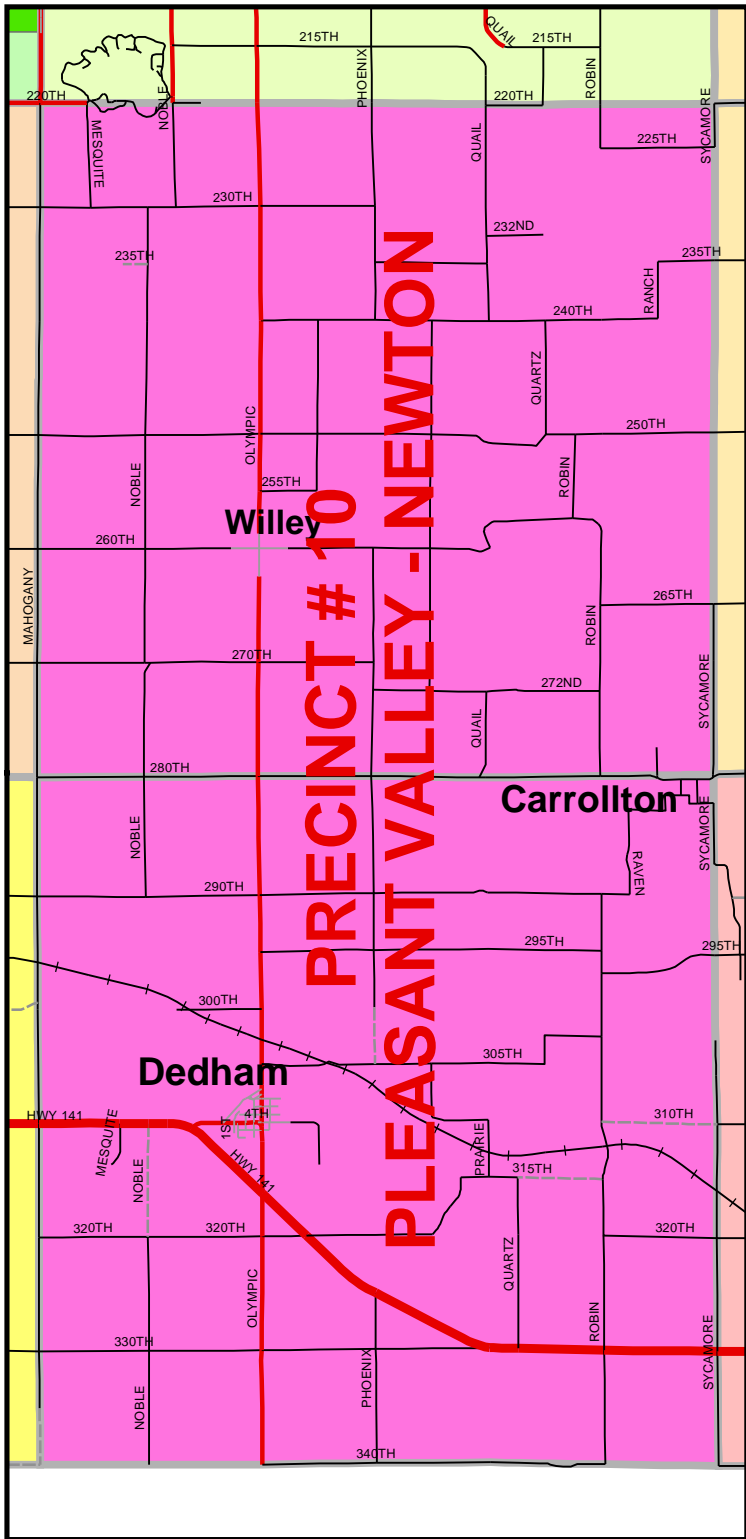 QUAIL
215TH
215TH
PHOENIX
ROBIN
220TH
NOBLE
220TH
SYCAMORE
MESQUITE
QUAIL
225TH
230TH
232ND
235TH
235TH
RANCH
240TH
QUARTZ
OLYMPIC
250TH
NOBLE
255TH
ROBIN
Willey
260TH
MAHOGANY
265TH
ROBIN
270TH
272ND
SYCAMORE
QUAIL
280TH
Carrollton
NOBLE
SYCAMORE
RAVEN
290TH
295TH
295TH
PRECINCT # 10
PLEASANT VALLEY - NEWTON
300TH
305TH
Dedham
HWY 141
4TH
1ST
310TH
MESQUITE
HWY 141
PRAIRIE
NOBLE
315TH
320TH
320TH
320TH
QUARTZ
OLYMPIC
ROBIN
330TH
PHOENIX
SYCAMORE
NOBLE
340TH